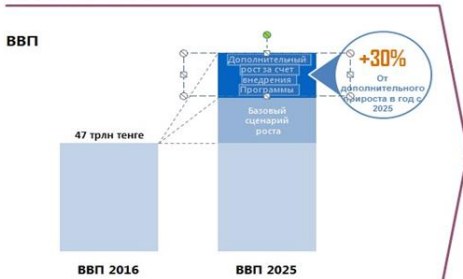 ВВП
Дополнительный
рост за счет
внедрения
Программы
+30%
От
дополнительного
прироста в год с
2025
Базовый
сценарий
роста
47 трлн тенге
ВВП 2016
ВВП 2025